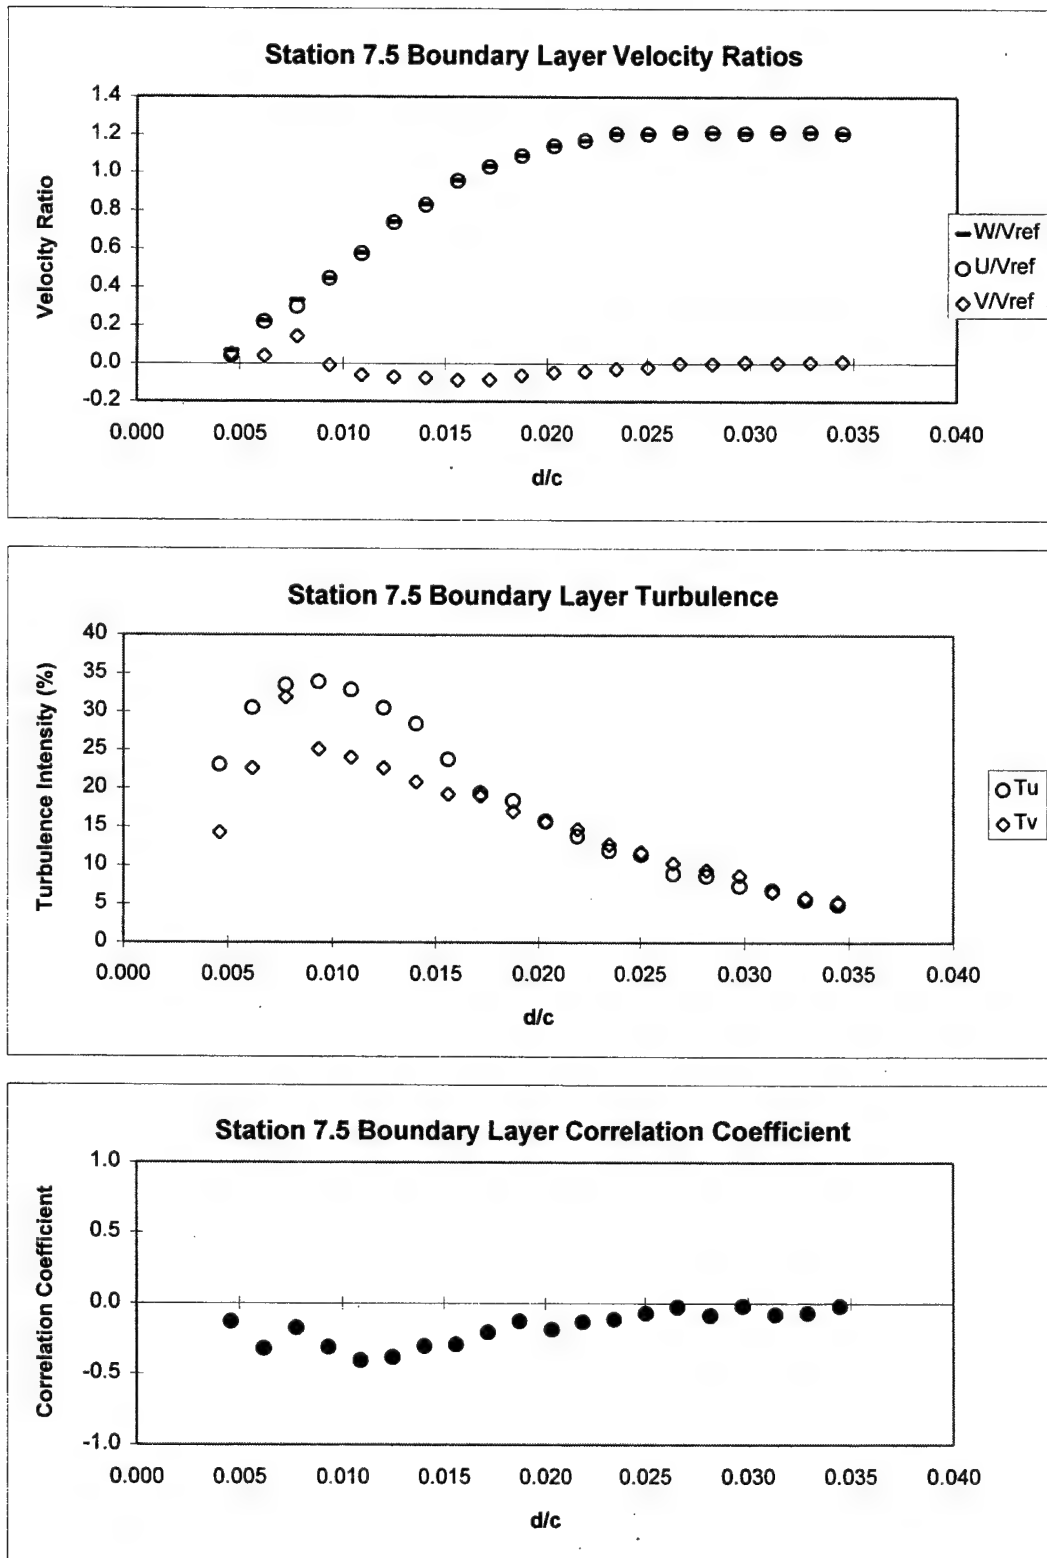 Station 7.5 Boundary Layer Velocity Ratios
1.4
1.2
1.0
0.8
0.6
0.4
0.2
0.0
-0.2
Velocity Ratio
0.000 0.005 0.010 0.015 0.020 0.025 0.030 0.035 0.040
d/c
W/Vref
U/Vref
V/Vref
Station 7.5 Boundary Layer Turbulence
40
35
30
25
20
15
10
5
0
Turbulence Intensity (%)
0.000 0.005 0.010 0.015 0.020 0.025 0.030 0.035 0.040
d/c
Tu
Tv
Station 7.5 Boundary Layer Correlation Coefficient
1.0
0.5
0.0
-0.5
-1.0
Correlation Coefficient
0.000 0.005 0.010 0.015 0.020 0.025 0.030 0.035 0.040
d/c